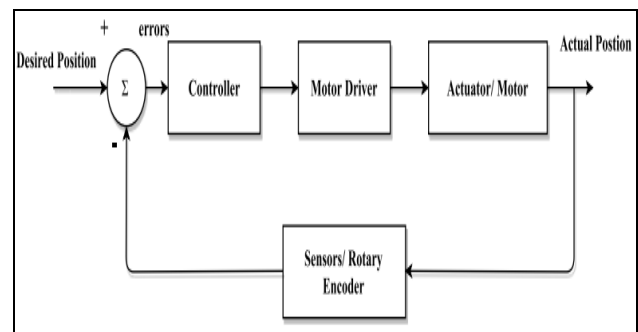 +
errors
Actual Postion
Desired Position
Σ
Controller
Motor Driver
Actuator/ Motor
-
Sensors/ Rotary
Encoder